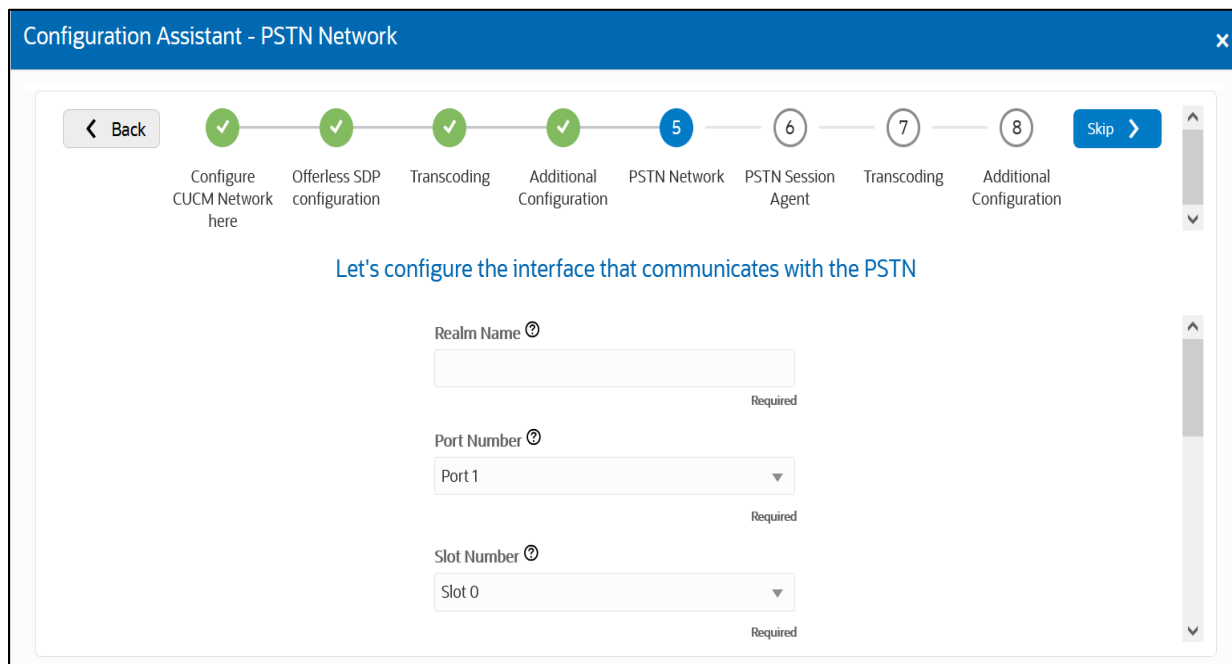 Configuration Assistant - PSTN Network
x
Back
5
6
7
8
Skip
Configure
CUCM Network
here
Offerless SDP
configuration
Transcoding
Additional
Configuration
PSTN Network
PSTN Session
Agent
Transcoding
Additional
Configuration
Let's configure the interface that communicates with the PSTN
Realm Name ?
Required
Port Number ?
Port 1
Required
Slot Number ?
Slot 0
Required